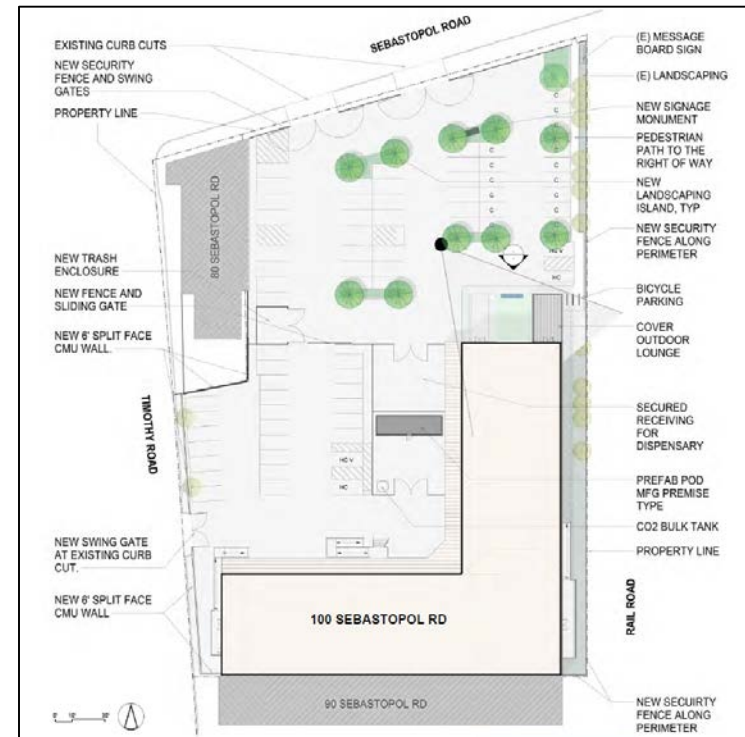 SEBASTOPOL ROAD
EXISTING CURB CUTS
NEW SECURITY
FENCE AND SWING
GATES
PROPERTY LINE
80 SEBASTOPOL RD
NEW TRASH
ENCLOSURE
NEW FENCE AND
SLIDING GATE
NEW 6' SPLIT FACE
CMU WALL.
TIMOTHY ROAD
NEW SWING GATE
AT EXISTING CURB
CUT.
NEW 6' SPLIT FACE
CMU WALL
(E) MESSAGE
BOARD SIGN
(E) LANDSCAPING
NEW SIGNAGE
MONUMENT
PEDESTRIAN
PATH TO THE
RIGHT OF WAY
NEW
LANDSCAPING
ISLAND, TYP
NEW SECURITY
FENCE ALONG
PERIMETER
BICYCLE
PARKING
COVER
OUTDOOR
LOUNGE
SECURED
RECEIVING
FOR
DISPENSARY
PREFAB POD
MFG PREMISE
TYPE
CO2 BULK TANK
PROPERTY LINE
RAIL ROAD
NEW SECUIRTY
FENCE ALONG
PERIMETER
HC V
HC
HC V
HC
100 SEBASTOPOL RD
90 SEBASTOPOL RD